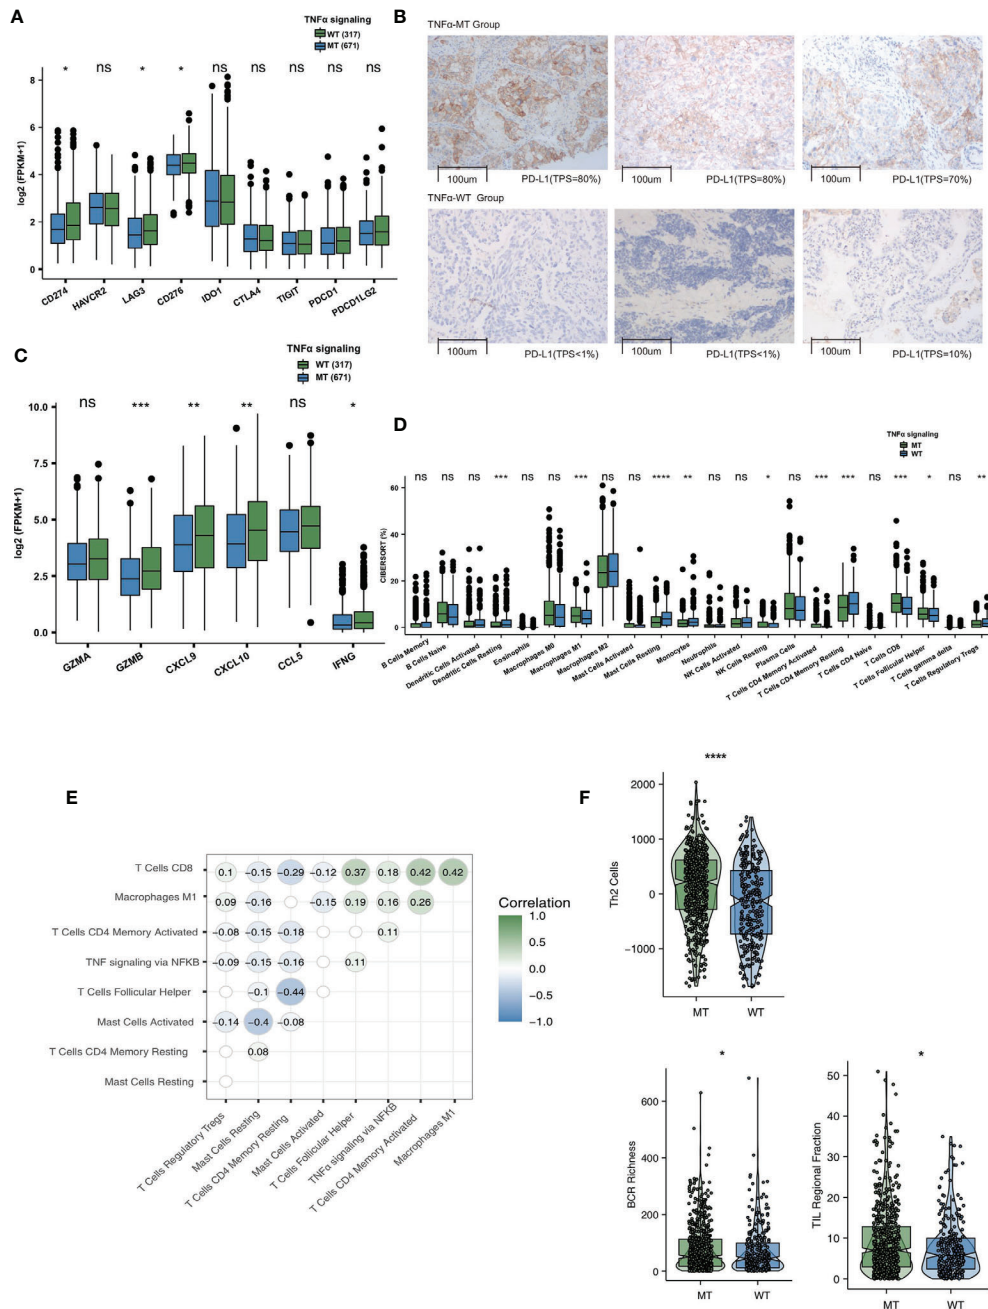 A
TNFα signaling
WT (317)
MT (671)
* ns * * ns ns ns ns ns
log2 (FPKM+1)
8
6
4
2
0
CD274 HAVCR2 LAG3 CD276 IDO1 CTLA4 TIGIT PDCD1 PDCD1LG2
B
TNFα-MT Group
100um PD-L1(TPS=80%) 100um PD-L1(TPS=80%) 100um PD-L1(TPS=70%)
TNFα-WT Group
100um PD-L1(TPS<1%) 100um PD-L1(TPS<1%) 100um PD-L1(TPS=10%)
C
TNFα signaling
WT (317)
MT (671)
ns *** ** ** ns *
log2 (FPKM+1)
10.0
7.5
5.0
2.5
0.0
GZMA GZMB CXCL9 CXCL10 CCL5 IFNG
D
TNFα signaling
MT
WT
ns ns ns *** ns ns *** ns ns **** ** ns ns * ns *** *** ns *** * ns **
CIBERSORT (%)
60
40
20
0
B Cells Memory
B Cells Naive
Dendritic Cells Activated
Dendritic Cells Resting
Eosinophils
Macrophages M0
Macrophages M1
Macrophages M2
Mast Cells Activated
Mast Cells Resting
Monocytes
Neutrophils
NK Cells Activated
NK Cells Resting
Plasma Cells
T Cells CD4 Memory Activated
T Cells CD4 Memory Resting
T Cells CD4 Naive
T Cells CD8
T Cells Follicular Helper
T Cells gamma delta
T Cells Regulatory Tregs
E
T Cells CD8 0.1 −0.15 −0.29 −0.12 0.37 0.18 0.42 0.42
Macrophages M1 0.09 −0.16 −0.15 0.19 0.16 0.26
T Cells CD4 Memory Activated −0.08 −0.15 −0.18 0.11
TNF signaling via NFKB −0.09 −0.15 −0.16 0.11
T Cells Follicular Helper −0.1 −0.44
Mast Cells Activated −0.14 −0.4 −0.08
T Cells CD4 Memory Resting 0.08
Mast Cells Resting
T Cells Regulatory Tregs
Mast Cells Resting
T Cells CD4 Memory Resting
Mast Cells Activated
T Cells Follicular Helper
TNFα signaling via NFKB
T Cells CD4 Memory Activated
Macrophages M1
Correlation
1.0
0.5
0.0
−0.5
−1.0
F
****
Th2 Cells
2000
1000
0
−1000
MT WT
*
BCR Richness
600
400
200
0
MT WT
*
TIL Regional Fraction
50
40
30
20
10
0
MT WT